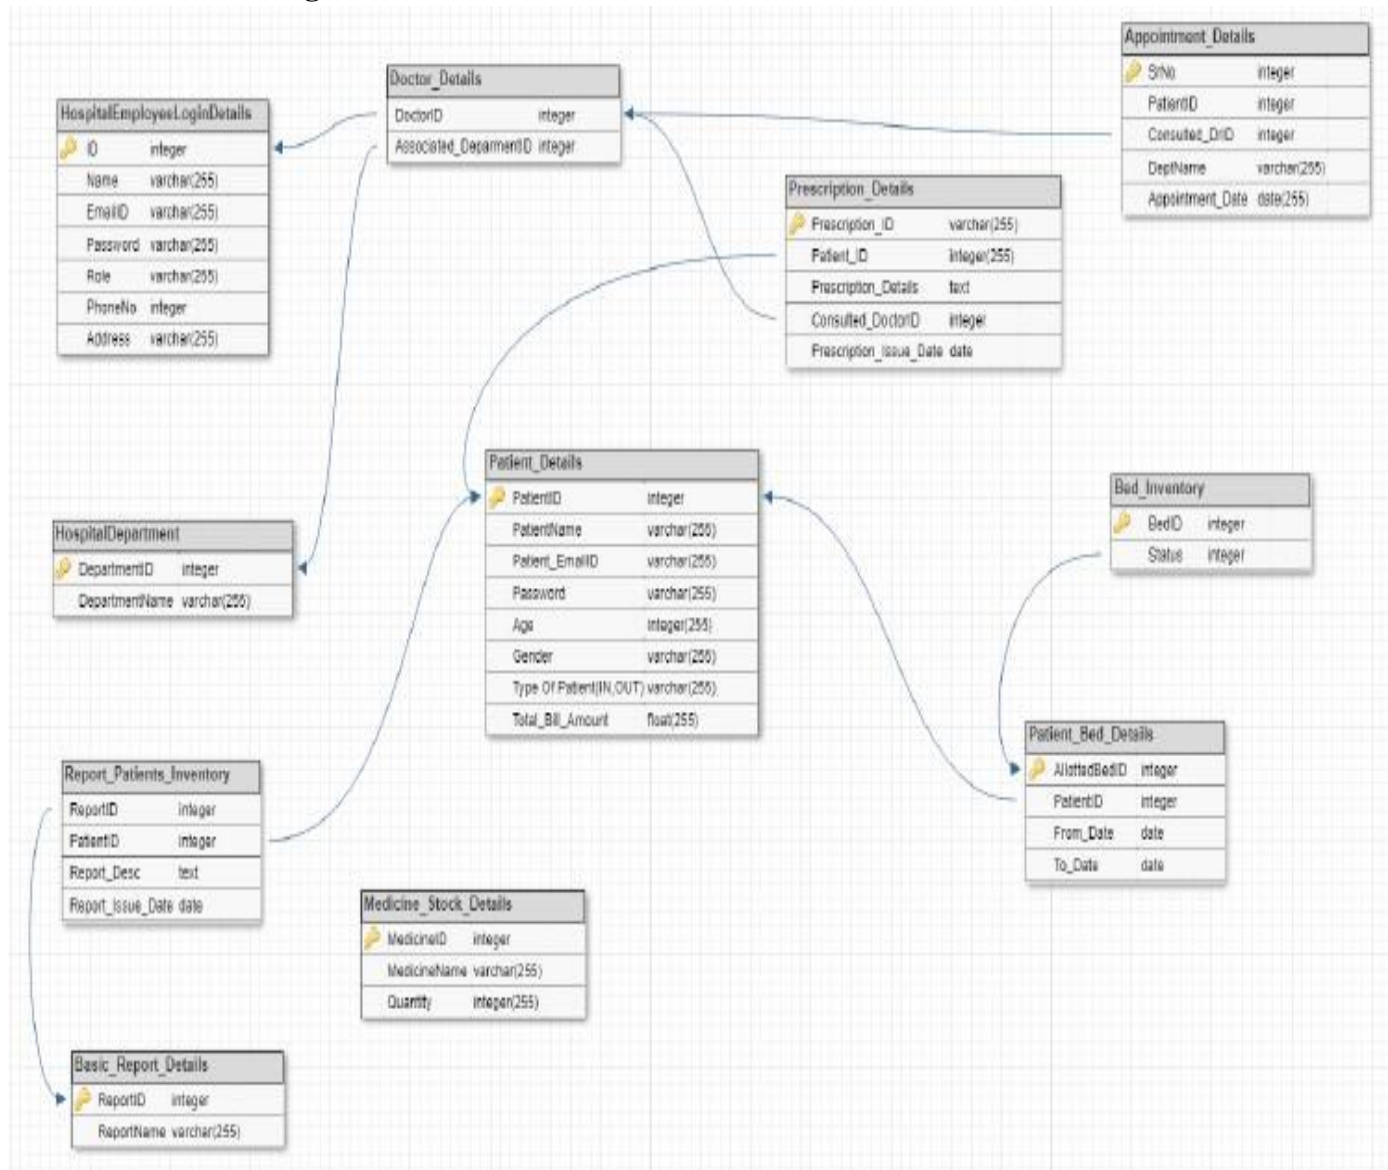 Appointment_Details
SrNo integer
PatientID integer
Consulted_DrID integer
DeptName varchar(255)
Appointment_Date date(255)
Doctor_Details
DoctorID integer
Associated_DeparmentID integer
HospitalEmployeeLoginDetails
ID integer
Name varchar(255)
EmailID varchar(255)
Password varchar(255)
Role varchar(255)
PhoneNo integer
Address varchar(255)
Prescription_Details
Prescription_ID varchar(255)
Patient_ID integer(255)
Prescription_Details text
Consulted_DoctorID integer
Prescription_Issue_Date date
Patient_Details
PatientID integer
PatientName varchar(255)
Patient_EmailID varchar(255)
Password varchar(255)
Age integer(255)
Gender varchar(255)
Type Of Patient(IN,OUT) varchar(255)
Total_Bill_Amount float(255)
Bed_Inventory
BedID integer
Status integer
HospitalDepartment
DepartmentID integer
DepartmentName varchar(255)
Patient_Bed_Details
AllottedBedID integer
PatientID integer
From_Date date
To_Date date
Report_Patients_Inventory
ReportID integer
PatientID integer
Report_Desc text
Report_Issue_Date date
Medicine_Stock_Details
MedicineID integer
MedicineName varchar(255)
Quantity integer(255)
Basic_Report_Details
ReportID integer
ReportName varchar(255)